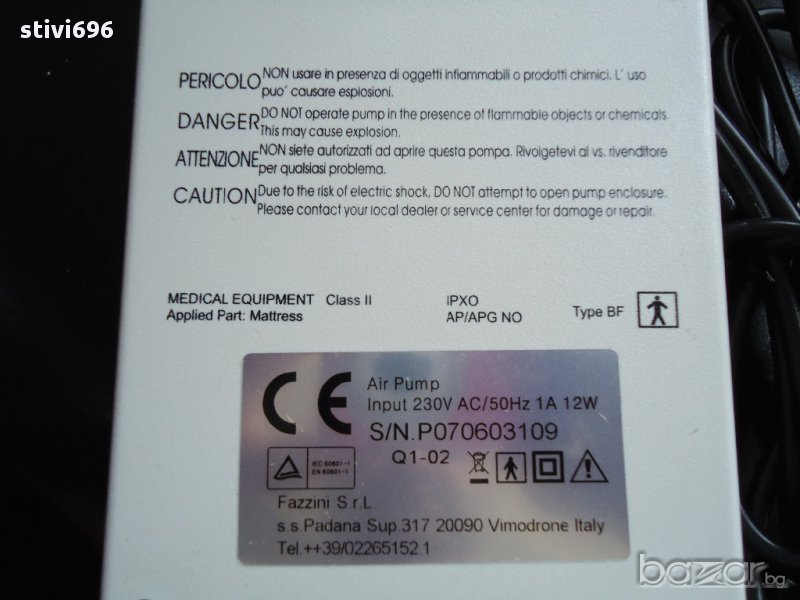 stivi696
PERICOLO NON usare in presenza di oggetti infiammabili o prodotti chimici. L' uso
puo' causare esplosioni.
DANGER DO NOT operate pump in the presence of flammable objects or chemicals.
This may cause explosion.
ATTENZIONE NON siete autorizzati ad aprire questa pompa. Rivolgetevi al vs. rivenditore
per qualsiasi problema.
CAUTION Due to the risk of electric shock, DO NOT attempt to open pump enclosure.
Please contact your local dealer or service center for damage or repair.
MEDICAL EQUIPMENT Class II IPXO
Applied Part: Mattress AP/APG NO Type BF
CE Air Pump
Input 230V AC/50Hz 1A 12W
S/N.P070603109
Q1-02
IEC 60601-1
EN 60601-1
Fazzini S.r.L
s.s Padana Sup.317 20090 Vimodrone Italy
Tel.++39/02265152.1
bazar.bg